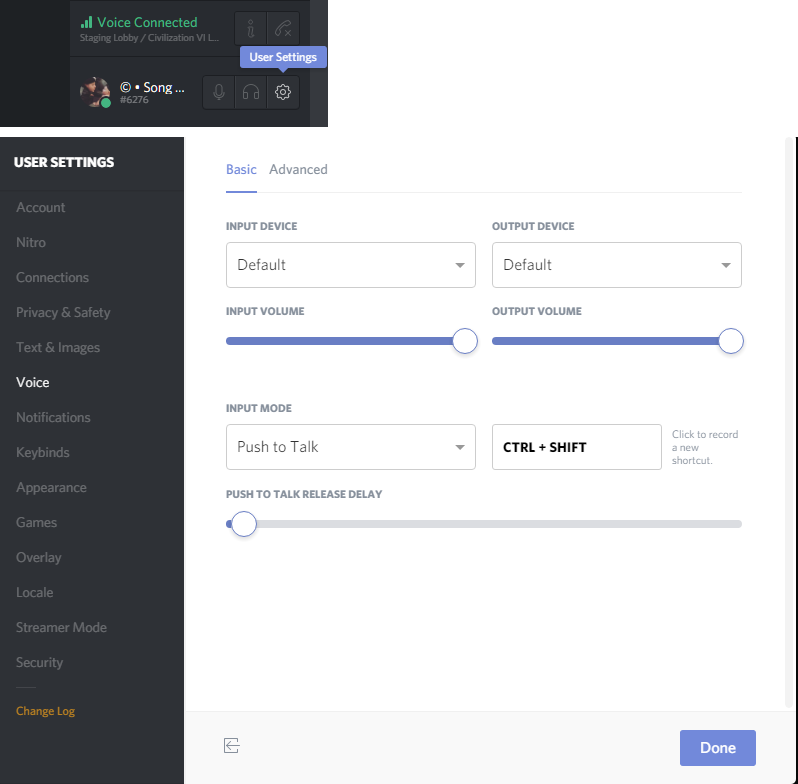 Voice Connected
Staging Lobby / Civilization VI L...
User Settings
© • Song ...
#6276
USER SETTINGS
Account
Nitro
Connections
Privacy & Safety
Text & Images
Voice
Notifications
Keybinds
Appearance
Games
Overlay
Locale
Streamer Mode
Security
Change Log
Basic Advanced
INPUT DEVICE OUTPUT DEVICE
Default Default
INPUT VOLUME OUTPUT VOLUME
INPUT MODE
Push to Talk CTRL + SHIFT
Click to record
a new
shortcut.
PUSH TO TALK RELEASE DELAY
Done